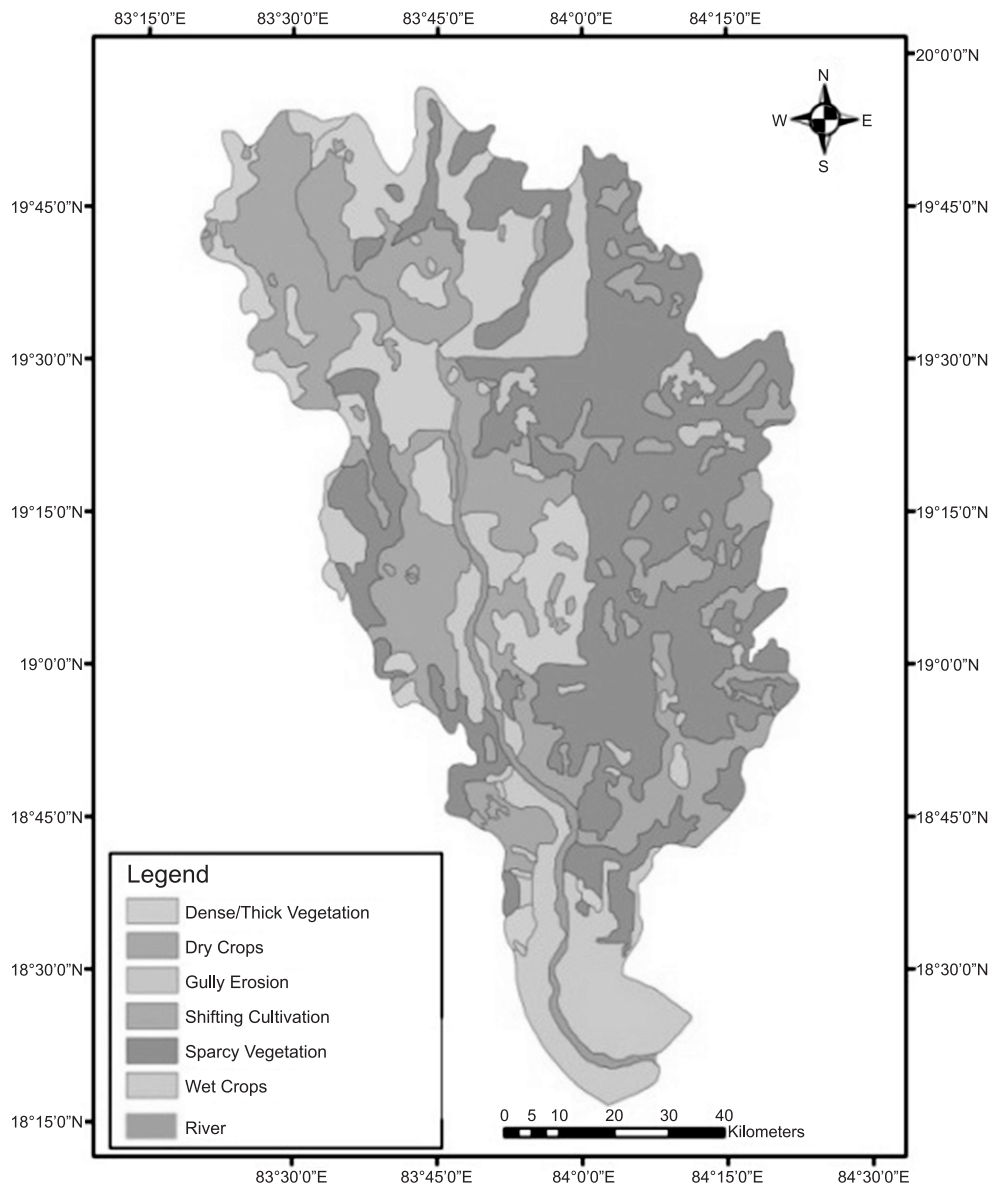 83°15'0"E 83°30'0"E 83°45'0"E 84°0'0"E 84°15'0"E
20°0'0"N
N
W E
S
19°45'0"N 19°45'0"N
19°30'0"N 19°30'0"N
19°15'0"N 19°15'0"N
19°0'0"N 19°0'0"N
18°45'0"N 18°45'0"N
Legend
Dense/Thick Vegetation
Dry Crops
Gully Erosion
Shifting Cultivation
Sparcy Vegetation
Wet Crops
River
18°30'0"N 18°30'0"N
18°15'0"N
0 5 10 20 30 40
Kilometers
83°30'0"E 83°45'0"E 84°0'0"E 84°15'0"E 84°30'0"E